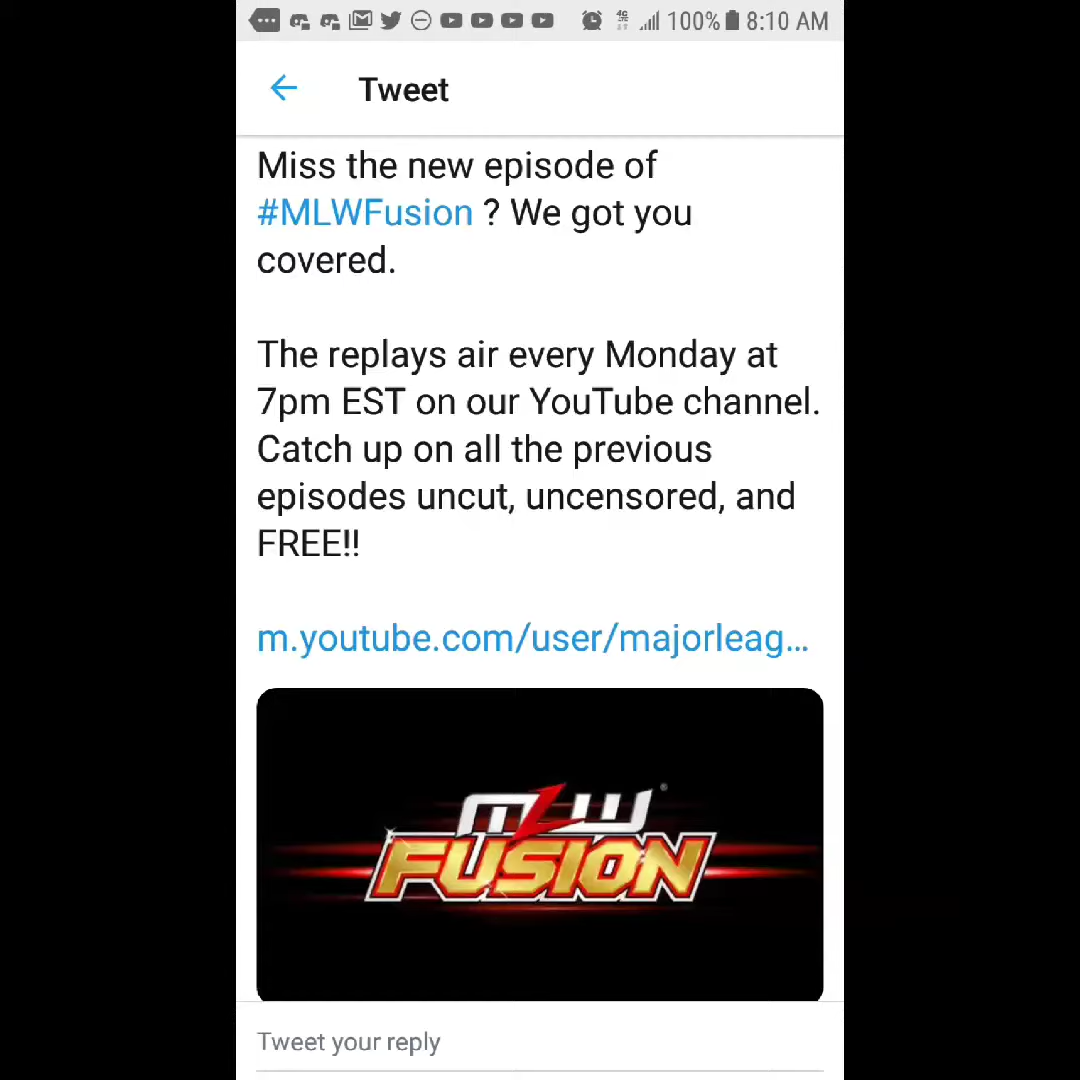 100% 8:10 AM
Tweet
Miss the new episode of
#MLWFusion ? We got you
covered.
The replays air every Monday at
7pm EST on our YouTube channel.
Catch up on all the previous
episodes uncut, uncensored, and
FREE!!
m.youtube.com/user/majorleag...
MLW
FUSION
Tweet your reply